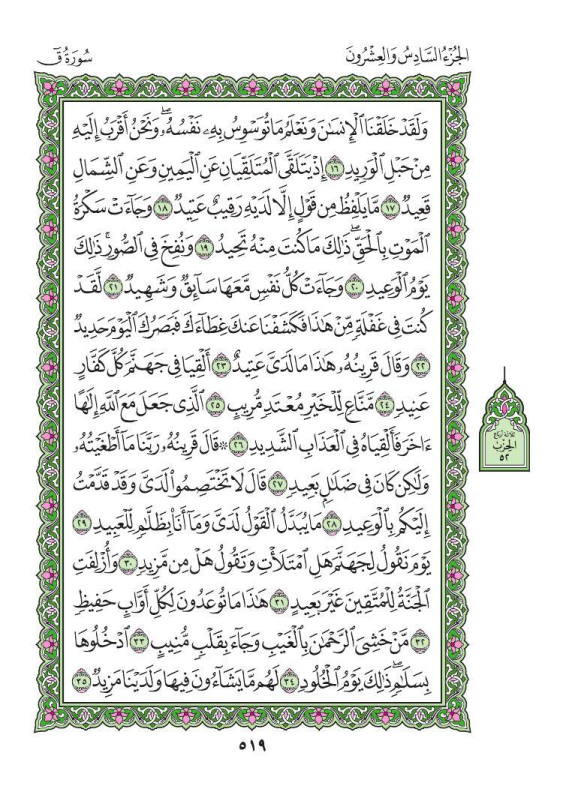 الجُزْءُ السَّادِسُ وَالعِشْرُونَ
سُورَةُ قٓ
وَلَقَدْ خَلَقْنَا ٱلْإِنسَٰنَ وَنَعْلَمُ مَا تُوَسْوِسُ بِهِۦ نَفْسُهُۥۖ وَنَحْنُ أَقْرَبُ إِلَيْهِ
مِنْ حَبْلِ ٱلْوَرِيدِ ١٦ إِذْ يَتَلَقَّى ٱلْمُتَلَقِّيَانِ عَنِ ٱلْيَمِينِ وَعَنِ ٱلشِّمَالِ
قَعِيدٌ ١٧ مَّا يَلْفِظُ مِن قَوْلٍ إِلَّا لَدَيْهِ رَقِيبٌ عَتِيدٌ ١٨ وَجَآءَتْ سَكْرَةُ
ٱلْمَوْتِ بِٱلْحَقِّۖ ذَٰلِكَ مَا كُنتَ مِنْهُ تَحِيدُ ١٩ وَنُفِخَ فِى ٱلصُّورِۚ ذَٰلِكَ
يَوْمُ ٱلْوَعِيدِ ٢٠ وَجَآءَتْ كُلُّ نَفْسٍ مَّعَهَا سَآئِقٌ وَشَهِيدٌ ٢١ لَّقَدْ
كُنتَ فِى غَفْلَةٍ مِّنْ هَٰذَا فَكَشَفْنَا عَنكَ غِطَآءَكَ فَبَصَرُكَ ٱلْيَوْمَ حَدِيدٌ
٢٢ وَقَالَ قَرِينُهُۥ هَٰذَا مَا لَدَىَّ عَتِيدٌ ٢٣ أَلْقِيَا فِى جَهَنَّمَ كُلَّ كَفَّارٍ
عَنِيدٍ ٢٤ مَّنَّاعٍ لِّلْخَيْرِ مُعْتَدٍ مُّرِيبٍ ٢٥ ٱلَّذِى جَعَلَ مَعَ ٱللَّهِ إِلَٰهًا
ءَاخَرَ فَأَلْقِيَاهُ فِى ٱلْعَذَابِ ٱلشَّدِيدِ ٢٦ ۞ قَالَ قَرِينُهُۥ رَبَّنَا مَآ أَطْغَيْتُهُۥ
وَلَٰكِن كَانَ فِى ضَلَٰلٍۭ بَعِيدٍ ٢٧ قَالَ لَا تَخْتَصِمُوا۟ لَدَىَّ وَقَدْ قَدَّمْتُ
إِلَيْكُم بِٱلْوَعِيدِ ٢٨ مَا يُبَدَّلُ ٱلْقَوْلُ لَدَىَّ وَمَآ أَنَا۠ بِظَلَّٰمٍ لِّلْعَبِيدِ ٢٩
يَوْمَ نَقُولُ لِجَهَنَّمَ هَلِ ٱمْتَلَأْتِ وَتَقُولُ هَلْ مِن مَّزِيدٍ ٣٠ وَأُزْلِفَتِ
ٱلْجَنَّةُ لِلْمُتَّقِينَ غَيْرَ بَعِيدٍ ٣١ هَٰذَا مَا تُوعَدُونَ لِكُلِّ أَوَّابٍ حَفِيظٍ
٣٢ مَّنْ خَشِىَ ٱلرَّحْمَٰنَ بِٱلْغَيْبِ وَجَآءَ بِقَلْبٍ مُّنِيبٍ ٣٣ ٱدْخُلُوهَا
بِسَلَٰمٍۖ ذَٰلِكَ يَوْمُ ٱلْخُلُودِ ٣٤ لَهُم مَّا يَشَآءُونَ فِيهَا وَلَدَيْنَا مَزِيدٌ ٣٥
ثلاثة أرباع
الحزب
٥٢
٥١٩